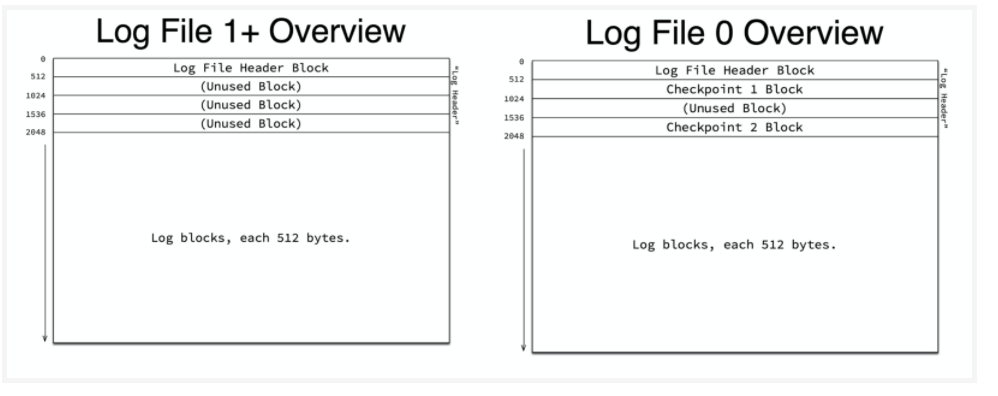 Log File 1+ Overview
0
512
1024
1536
2048
Log File Header Block
(Unused Block)
(Unused Block)
(Unused Block)
"Log Header"
Log blocks, each 512 bytes.
Log File 0 Overview
0
512
1024
1536
2048
Log File Header Block
Checkpoint 1 Block
(Unused Block)
Checkpoint 2 Block
"Log Header"
Log blocks, each 512 bytes.